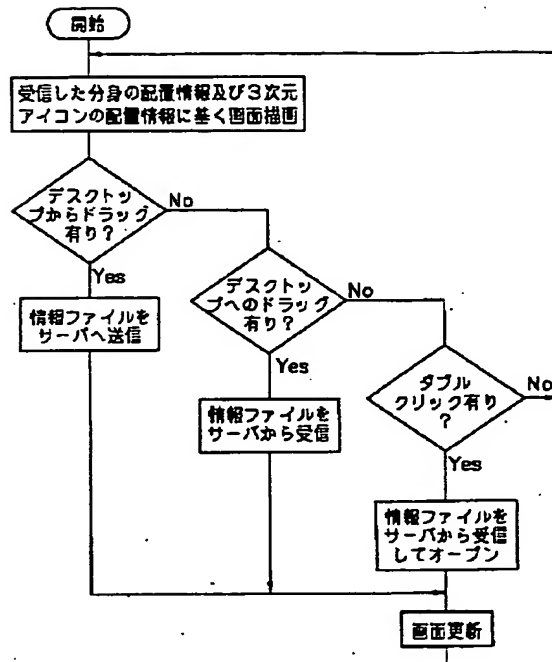 開始
受信した分身の配置情報及び3次元
アイコンの配置情報に基く画面描画
デスクトッ
プからドラッグ
有り？
No
Yes
デスクトッ
プへのドラッグ
有り？
No
情報ファイルを
サーバへ送信
Yes
ダブル
クリック有り
？
No
情報ファイルを
サーバから受信
Yes
情報ファイルを
サーバから受信
してオープン
画面更新